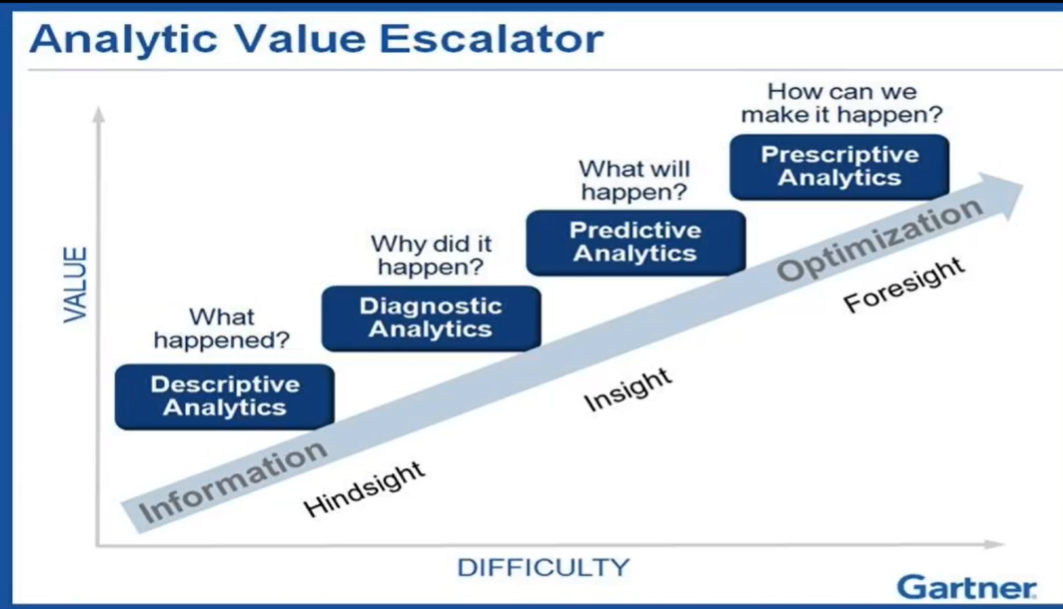 Analytic Value Escalator
How can we
make it happen?
Prescriptive
Analytics
What will
happen?
Predictive
Analytics
Why did it
happen?
Diagnostic
Analytics
What
happened?
Descriptive
Analytics
VALUE
Information
Optimization
Hindsight
Insight
Foresight
DIFFICULTY
Gartner